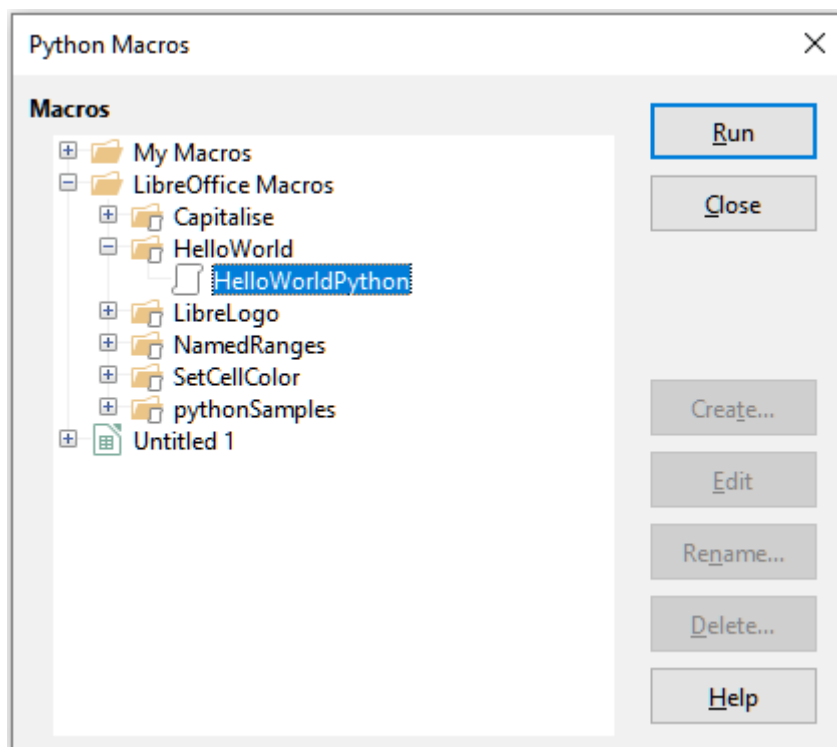 Python Macros
Macros
My Macros
LibreOffice Macros
Capitalise
HelloWorld
HelloWorldPython
LibreLogo
NamedRanges
SetCellColor
pythonSamples
Untitled 1
Run
Close
Create...
Edit
Rename...
Delete...
Help